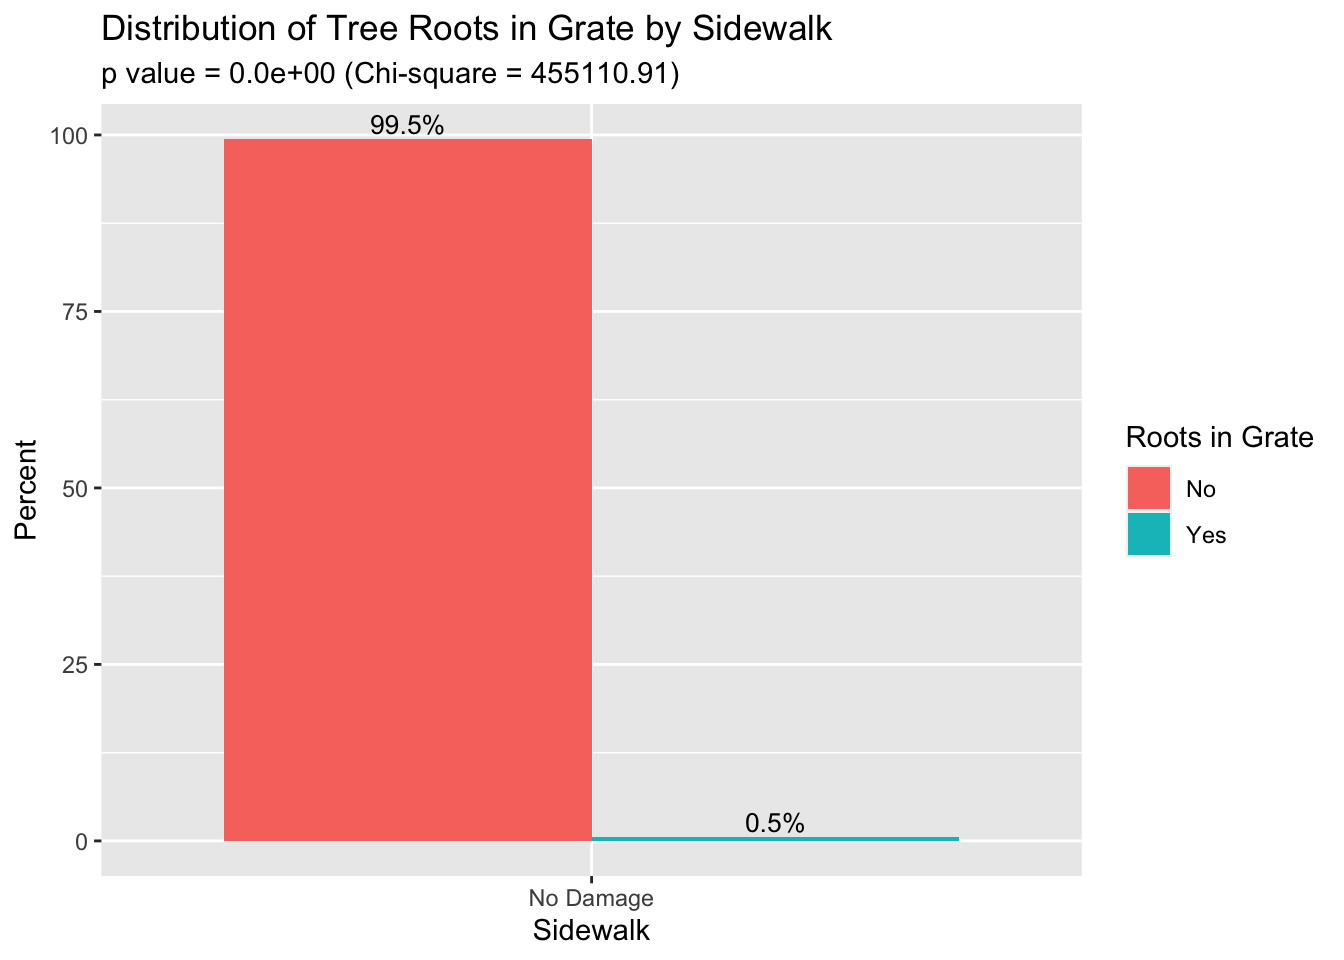 Distribution of Tree Roots in Grate by Sidewalk
p value = 0.0e+00 (Chi-square = 455110.91)
99.5%
100
75
50
25
0
Percent
0.5%
No Damage
Sidewalk
Roots in Grate
No
Yes